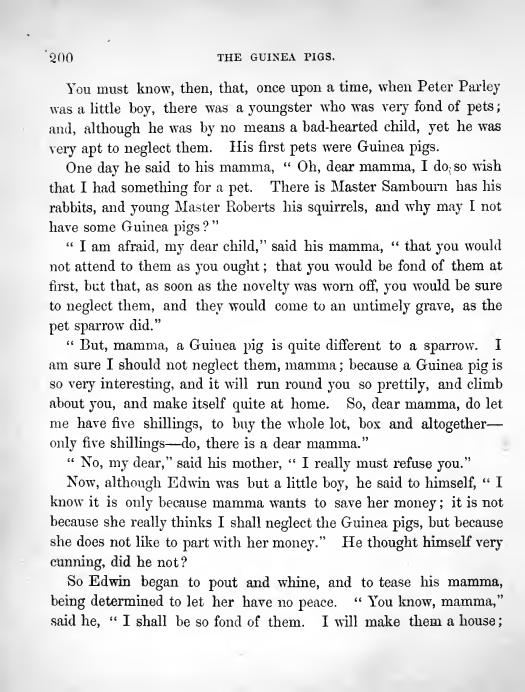 200 THE GUINEA PIGS.
You must know, then, that, once upon a time, when Peter Parley
was a little boy, there was a youngster who was very fond of pets;
and, although he was by no means a bad-hearted child, yet he was
very apt to neglect them. His first pets were Guinea pigs.
One day he said to his mamma, “ Oh, dear mamma, I do, so wish
that I had something for a pet. There is Master Sambourn has his
rabbits, and young Master Roberts his squirrels, and why may I not
have some Guinea pigs?”
“ I am afraid, my dear child,” said his mamma, “ that you would
not attend to them as you ought; that you would be fond of them at
first, but that, as soon as the novelty was worn off, you would be sure
to neglect them, and they would come to an untimely grave, as the
pet sparrow did.”
“ But, mamma, a Guinea pig is quite different to a sparrow. I
am sure I should not neglect them, mamma; because a Guinea pig is
so very interesting, and it will run round you so prettily, and climb
about you, and make itself quite at home. So, dear mamma, do let
me have five shillings, to buy the whole lot, box and altogether—
only five shillings—do, there is a dear mamma.”
“ No, my dear,” said his mother, “ I really must refuse you.”
Now, although Edwin was but a little boy, he said to himself, “ I
know it is only because mamma wants to save her money; it is not
because she really thinks I shall neglect the Guinea pigs, but because
she does not like to part with her money.” He thought himself very
cunning, did he not?
So Edwin began to pout and whine, and to tease his mamma,
being determined to let her have no peace. “ You know, mamma,”
said he, “ I shall be so fond of them. I will make them a house;